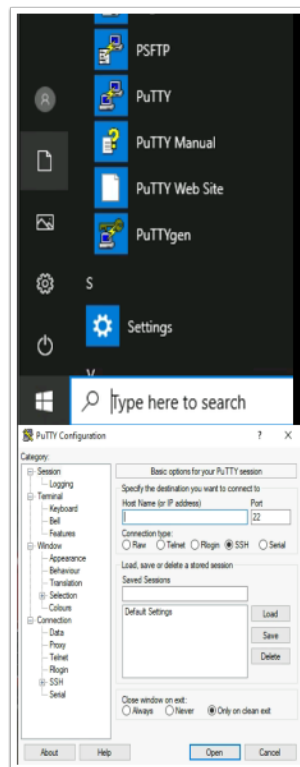 PSFTP
PuTTY
PuTTY Manual
PuTTY Web Site
PuTTYgen
S
Settings
Type here to search
PuTTY Configuration ? X
Category:
Session
Logging
Terminal
Keyboard
Bell
Features
Window
Appearance
Behaviour
Translation
Selection
Colours
Connection
Data
Proxy
Telnet
Rlogin
SSH
Serial
Basic options for your PuTTY session
Specify the destination you want to connect to
Host Name (or IP address) Port
22
Connection type:
Raw Telnet Rlogin SSH Serial
Load, save or delete a stored session
Saved Sessions
Default Settings
Load
Save
Delete
Close window on exit:
Always Never Only on clean exit
About Help Open Cancel